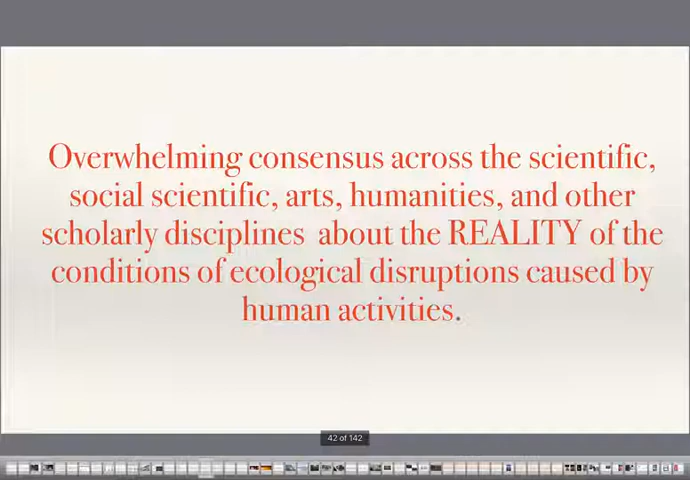 Overwhelming consensus across the scientific,
social scientific, arts, humanities, and other
scholarly disciplines about the REALITY of the
conditions of ecological disruptions caused by
human activities.
42 of 142